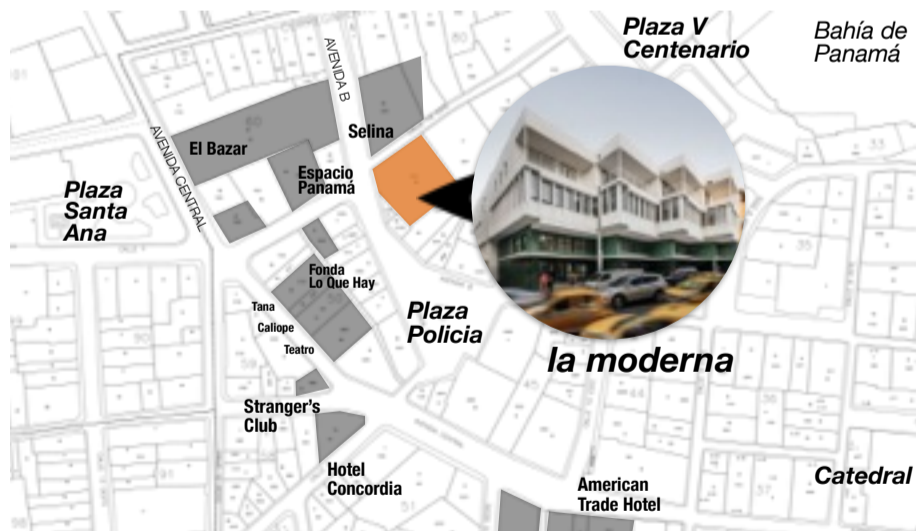 Plaza V
Centenario
Bahía de
Panamá
AVENIDA B
Selina
El Bazar
AVENIDA CENTRAL
Espacio
Panamá
Plaza
Santa
Ana
Fonda
Lo Que Hay
Tana
Caliope
Teatro
Plaza
Policia
la moderna
Stranger's
Club
Hotel
Concordia
American
Trade Hotel
Catedral